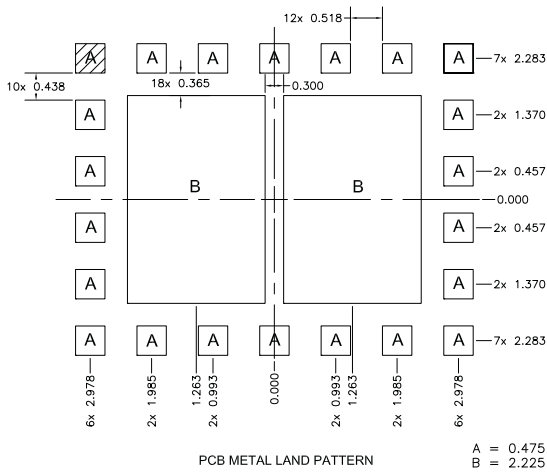 12x 0.518
A A A A A A A 7x 2.283
10x 0.438
18x 0.365
0.300
A A 2x 1.370
A A 2x 0.457
B B
0.000
A A 2x 0.457
A A 2x 1.370
A A A A A A A 7x 2.283
6x 2.978
2x 1.985
1.263
2x 0.993
0.000
2x 0.993
1.263
2x 1.985
6x 2.978
PCB METAL LAND PATTERN
A = 0.475
B = 2.225